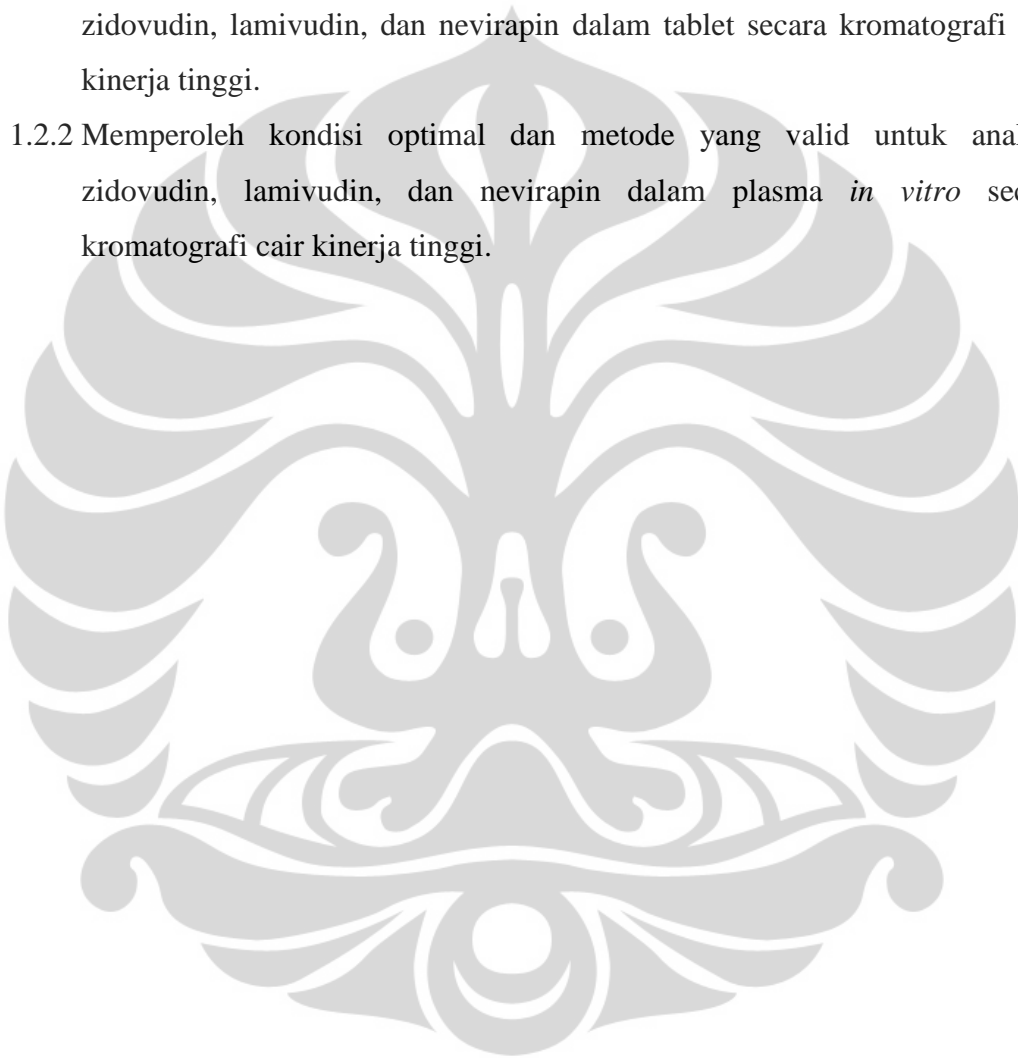 zidovudin, lamivudin, dan nevirapin dalam tablet secara kromatografi
kinerja tinggi.
1.2.2 Memperoleh kondisi optimal dan metode yang valid untuk
zidovudin, lamivudin, dan nevirapin dalam plasma in vitro
kromatografi cair kinerja tinggi.